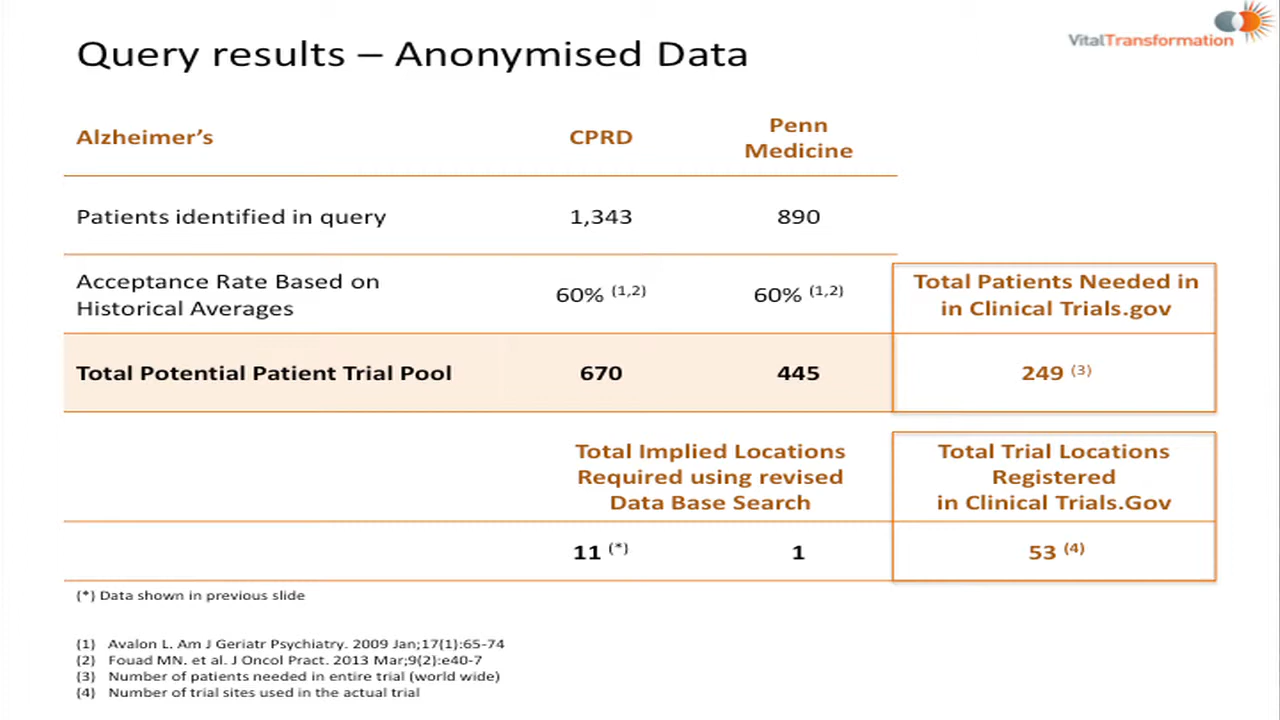 VitalTransformation
Query results – Anonymised Data
Alzheimer's CPRD Penn
Medicine
Patients identified in query 1,343 890
Acceptance Rate Based on
Historical Averages 60% (1,2) 60% (1,2)
Total Patients Needed in
in Clinical Trials.gov
Total Potential Patient Trial Pool 670 445 249 (3)
Total Implied Locations
Required using revised
Data Base Search
Total Trial Locations
Registered
in Clinical Trials.Gov
11 (*) 1 53 (4)
(*) Data shown in previous slide
(1) Avalon L. Am J Geriatr Psychiatry. 2009 Jan;17(1):65-74
(2) Fouad MN. et al. J Oncol Pract. 2013 Mar;9(2):e40-7
(3) Number of patients needed in entire trial (world wide)
(4) Number of trial sites used in the actual trial